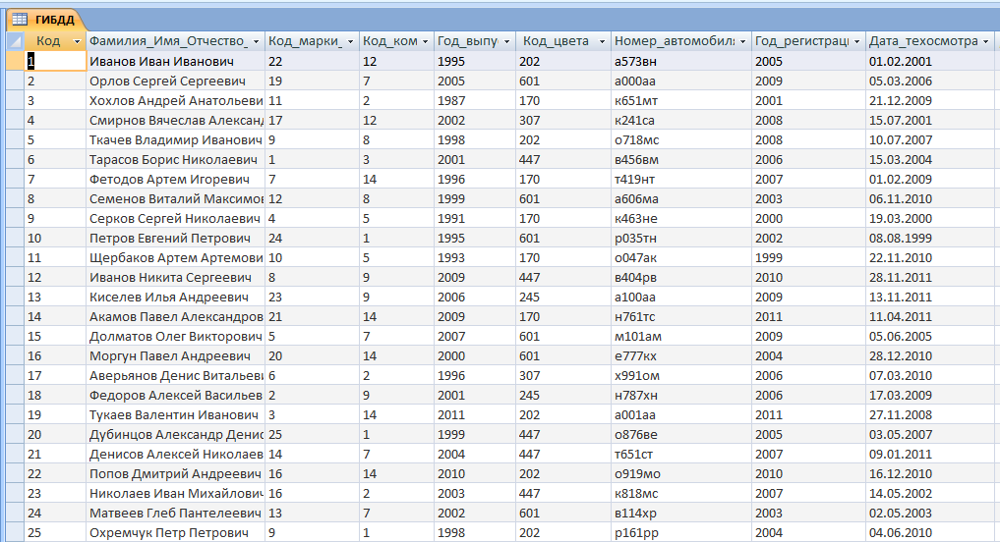 ГИБДД
Код Фамилия_Имя_Отчество_ Код_марки_ Код_ком Год_выпу Код_цвета Номер_автомобиля Год_регистраци Дата_техосмотра
1 Иванов Иван Иванович 22 12 1995 202 а573вн 2005 01.02.2001
2 Орлов Сергей Сергеевич 19 7 2005 601 а000аа 2009 05.03.2006
3 Хохлов Андрей Анатольеви 11 2 1987 170 к651мт 2001 21.12.2009
4 Смирнов Вячеслав Александ 17 12 2002 307 к241са 2008 15.07.2001
5 Ткачев Владимир Иванович 9 8 1998 202 о718мс 2008 10.07.2007
6 Тарасов Борис Николаевич 1 3 2001 447 в456вм 2006 15.03.2004
7 Фетодов Артем Игоревич 7 14 1996 170 т419нт 2007 01.02.2009
8 Семенов Виталий Максимов 12 8 1999 601 а606ма 2003 06.11.2010
9 Серков Сергей Николаевич 4 5 1991 170 к463не 2000 19.03.2000
10 Петров Евгений Петрович 24 1 1995 601 р035тн 2002 08.08.1999
11 Щербаков Артем Артемови 10 5 1993 170 о047ак 1999 22.11.2010
12 Иванов Никита Сергеевич 8 9 2009 447 в404рв 2010 28.11.2011
13 Киселев Илья Андреевич 23 9 2006 245 а100аа 2009 13.11.2011
14 Акамов Павел Александров 21 14 2009 170 н761тс 2011 11.04.2011
15 Долматов Олег Викторович 5 7 2007 601 м101ам 2009 05.06.2005
16 Моргун Павел Андреевич 20 14 2000 601 е777кх 2004 28.12.2010
17 Аверьянов Денис Витальеви 6 2 1996 307 х991ом 2006 07.03.2010
18 Федоров Алексей Васильев 2 9 2001 245 н787хн 2006 17.03.2009
19 Тукаев Валентин Иванович 3 14 2011 202 а001аа 2011 27.11.2008
20 Дубинцов Александр Денис 25 1 1999 447 о876ве 2005 03.05.2007
21 Денисов Алексей Николаев 14 7 2004 447 т651ст 2007 09.01.2011
22 Попов Дмитрий Андреевич 16 14 2010 202 о919мо 2010 16.12.2010
23 Николаев Иван Михайлович 16 2 2003 447 к818мс 2007 14.05.2002
24 Матвеев Глеб Пантелеевич 13 7 2002 601 в114хр 2003 02.05.2003
25 Охремчук Петр Петрович 9 1 1998 202 р161рр 2004 04.06.2010